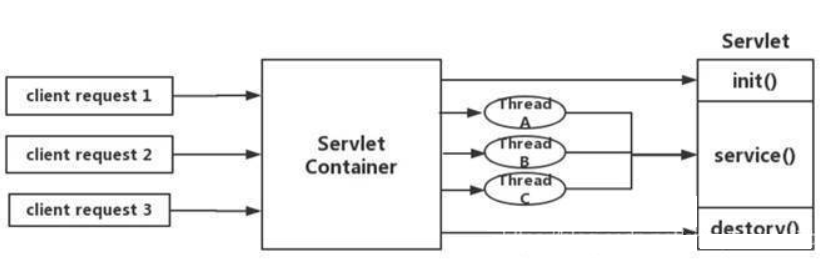 Servlet
client request 1
client request 2
client request 3
Servlet
Container
Thread
A
Thread
B
Thread
C
init()
service()
destory()